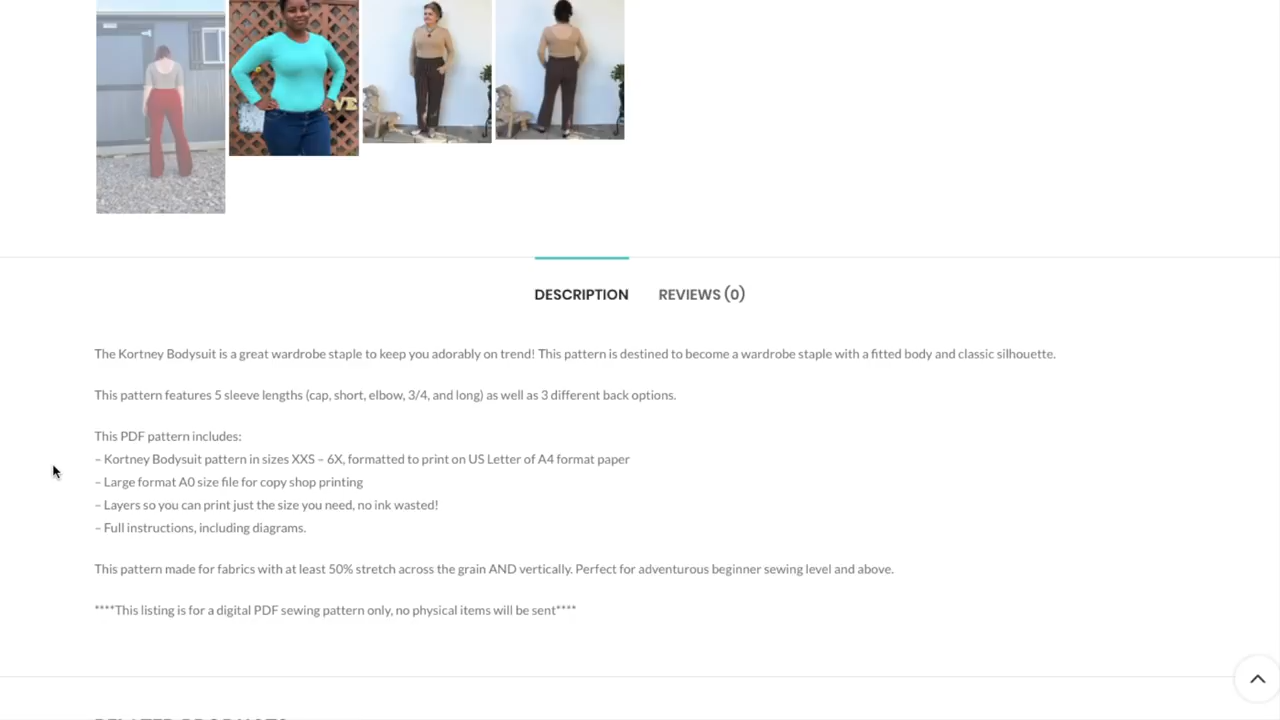 VE
DESCRIPTION
REVIEWS (0)
The Kortney Bodysuit is a great wardrobe staple to keep you adorably on trend! This pattern is destined to become a wardrobe staple with a fitted body and classic silhouette.
This pattern features 5 sleeve lengths (cap, short, elbow, 3/4, and long) as well as 3 different back options.
This PDF pattern includes:
– Kortney Bodysuit pattern in sizes XXS – 6X, formatted to print on US Letter of A4 format paper
– Large format A0 size file for copy shop printing
– Layers so you can print just the size you need, no ink wasted!
– Full instructions, including diagrams.
This pattern made for fabrics with at least 50% stretch across the grain AND vertically. Perfect for adventurous beginner sewing level and above.
****This listing is for a digital PDF sewing pattern only, no physical items will be sent****
RELATED PRODUCTS